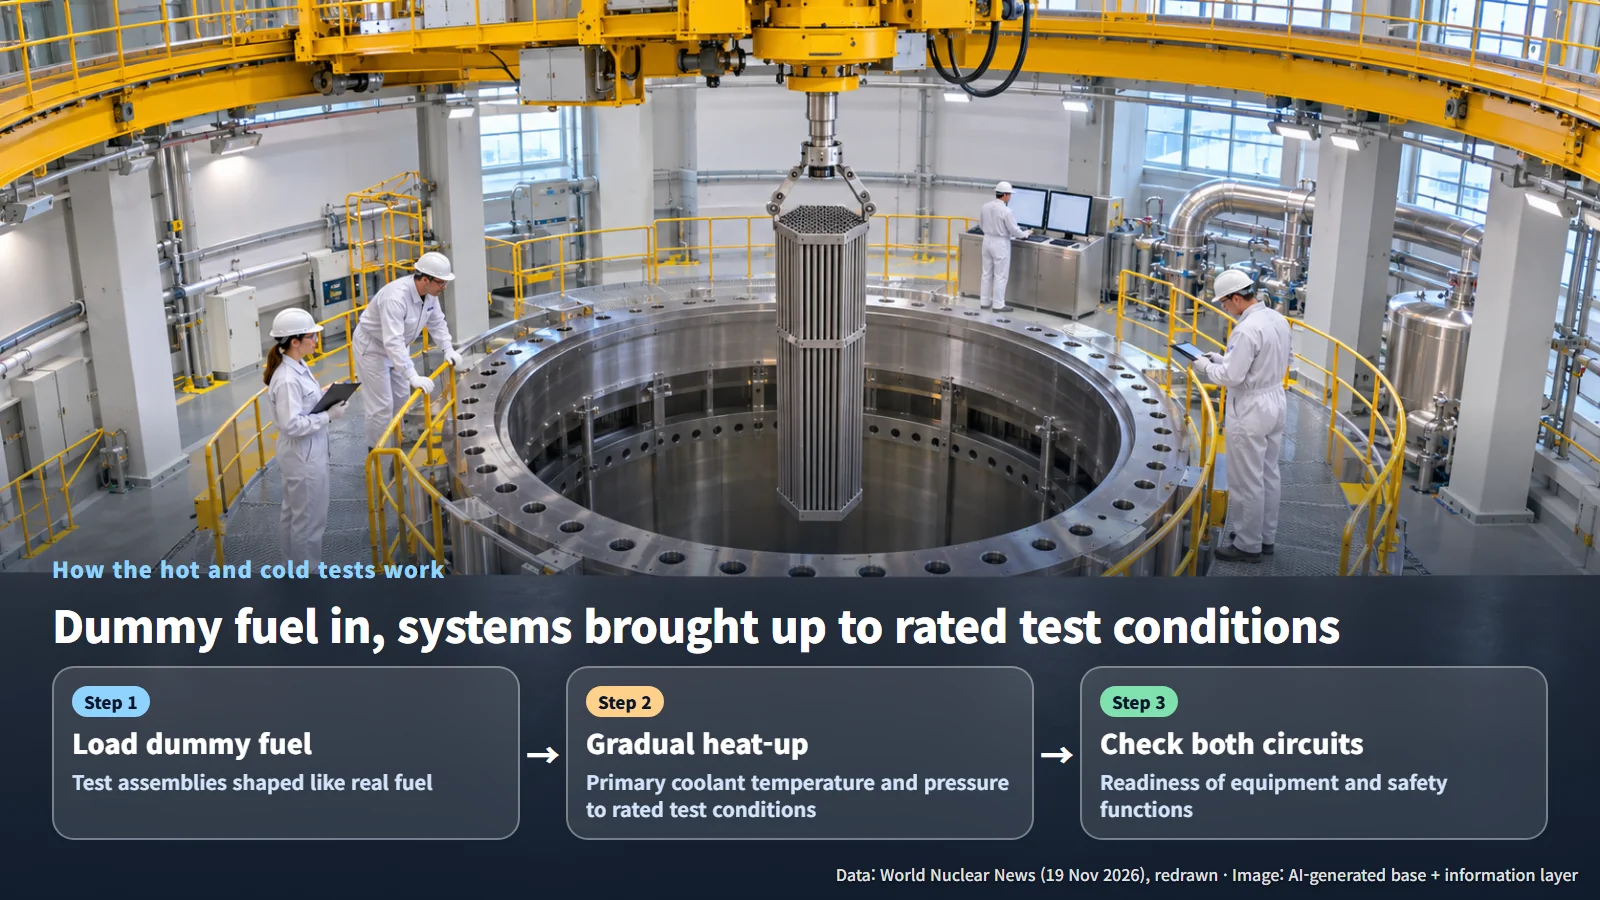 How the hot and cold tests work
Dummy fuel in, systems brought up to rated test conditions
Step 1
Load dummy fuel
Test assemblies shaped like real fuel
→
Step 2
Gradual heat-up
Primary coolant temperature and pressure
to rated test conditions
→
Step 3
Check both circuits
Readiness of equipment and safety
functions
Data: World Nuclear News (19 Nov 2026), redrawn · Image: AI-generated base + information layer